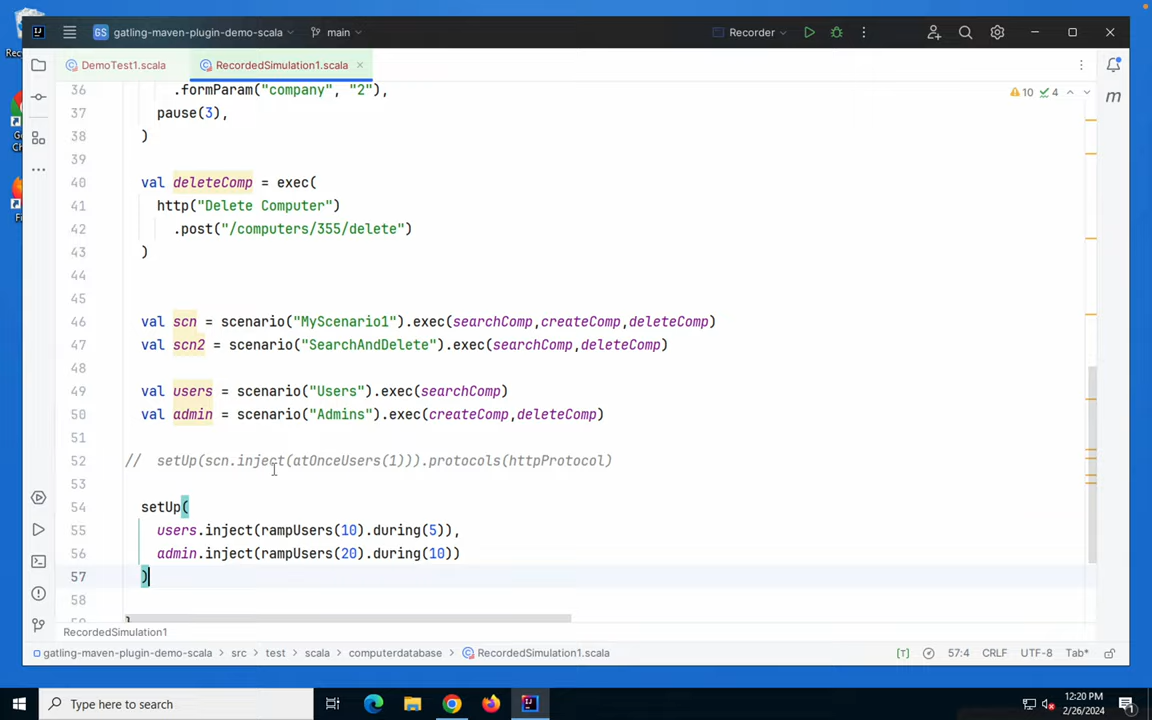 GS gatling-maven-plugin-demo-scala main Recorder
DemoTest1.scala RecordedSimulation1.scala
36 .formParam("company", "2"), 10 4
37 pause(3),
38 )
39
40 val deleteComp = exec(
41 http("Delete Computer")
42 .post("/computers/355/delete")
43 )
44
45
46 val scn = scenario("MyScenario1").exec(searchComp,createComp,deleteComp)
47 val scn2 = scenario("SearchAndDelete").exec(searchComp,deleteComp)
48
49 val users = scenario("Users").exec(searchComp)
50 val admin = scenario("Admins").exec(createComp,deleteComp)
51
52 // setUp(scn.inject(atOnceUsers(1))).protocols(httpProtocol)
53
54 setUp(
55 users.inject(rampUsers(10).during(5)),
56 admin.inject(rampUsers(20).during(10))
57 )
58
RecordedSimulation1
gatling-maven-plugin-demo-scala > src > test > scala > computerdatabase > RecordedSimulation1.scala [T] 57:4 CRLF UTF-8 Tab*
Type here to search
12:20 PM
2/26/2024